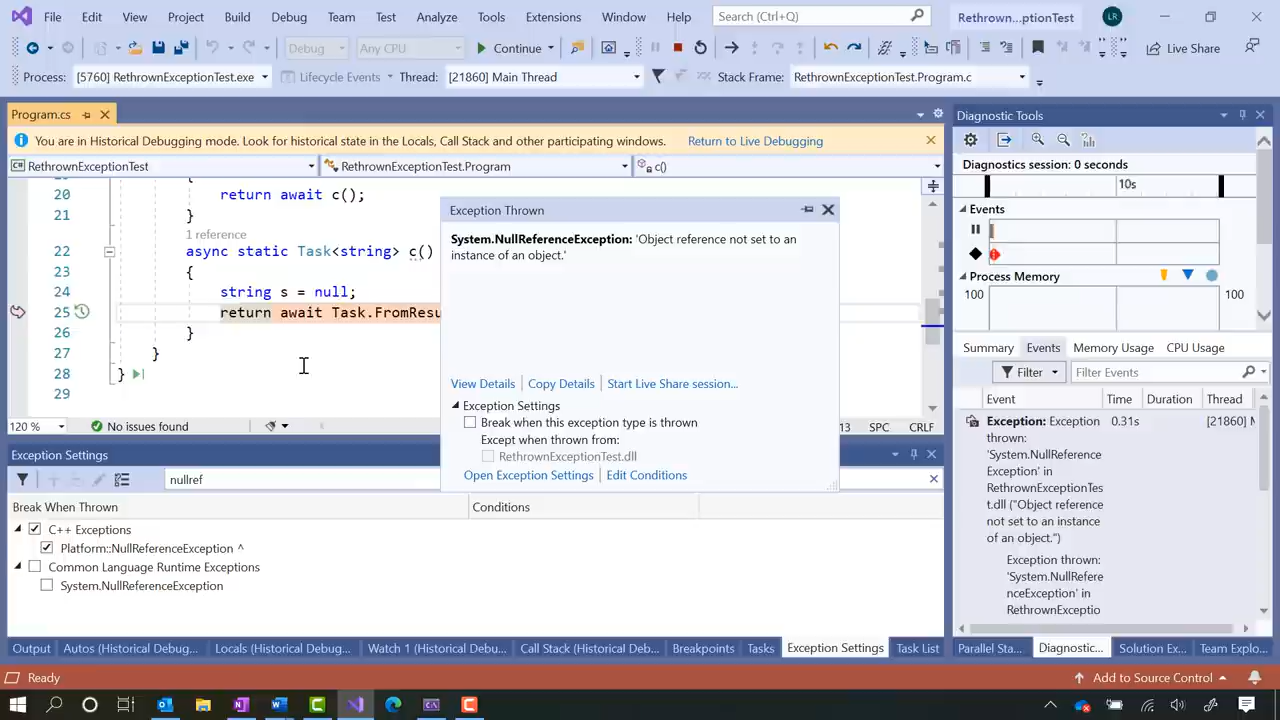 File Edit View Project Build Debug Team Test Analyze Tools Extensions Window Help Search (Ctrl+Q) Rethrown...ptionTest LR
Debug Any CPU Continue Live Share
Process: [5760] RethrownExceptionTest.exe Lifecycle Events Thread: [21860] Main Thread Stack Frame: RethrownExceptionTest.Program.c
Program.cs
You are in Historical Debugging mode. Look for historical state in the Locals, Call Stack and other participating windows. Return to Live Debugging
RethrownExceptionTest RethrownExceptionTest.Program c()
20 return await c();
21 }
1 reference
22 async static Task<string> c()
23 {
24 string s = null;
25 return await Task.FromResu
26 }
27 }
28 }
29
120 % No issues found 13 SPC CRLF
Exception Thrown
System.NullReferenceException: 'Object reference not set to an
instance of an object.'
View Details Copy Details Start Live Share session...
Exception Settings
Break when this exception type is thrown
Except when thrown from:
RethrownExceptionTest.dll
Open Exception Settings Edit Conditions
Exception Settings
nullref
Break When Thrown Conditions
C++ Exceptions
Platform::NullReferenceException ^
Common Language Runtime Exceptions
System.NullReferenceException
Output Autos (Historical Debug... Locals (Historical Debug... Watch 1 (Historical Debu... Call Stack (Historical Deb... Breakpoints Tasks Exception Settings Task List
Diagnostic Tools
Diagnostics session: 0 seconds
10s
Events
Process Memory
100 100
Summary Events Memory Usage CPU Usage
Filter Filter Events
Event Time Duration Thread
Exception: Exception 0.31s [21860] M
thrown:
'System.NullReference
Exception' in
RethrownExceptionTes
t.dll ("Object reference
not set to an instance
of an object.")
Exception thrown:
'System.NullRefere
nceException' in
RethrownExceptio
Parallel Sta... Diagnostic... Solution Ex... Team Explo...
Ready Add to Source Control